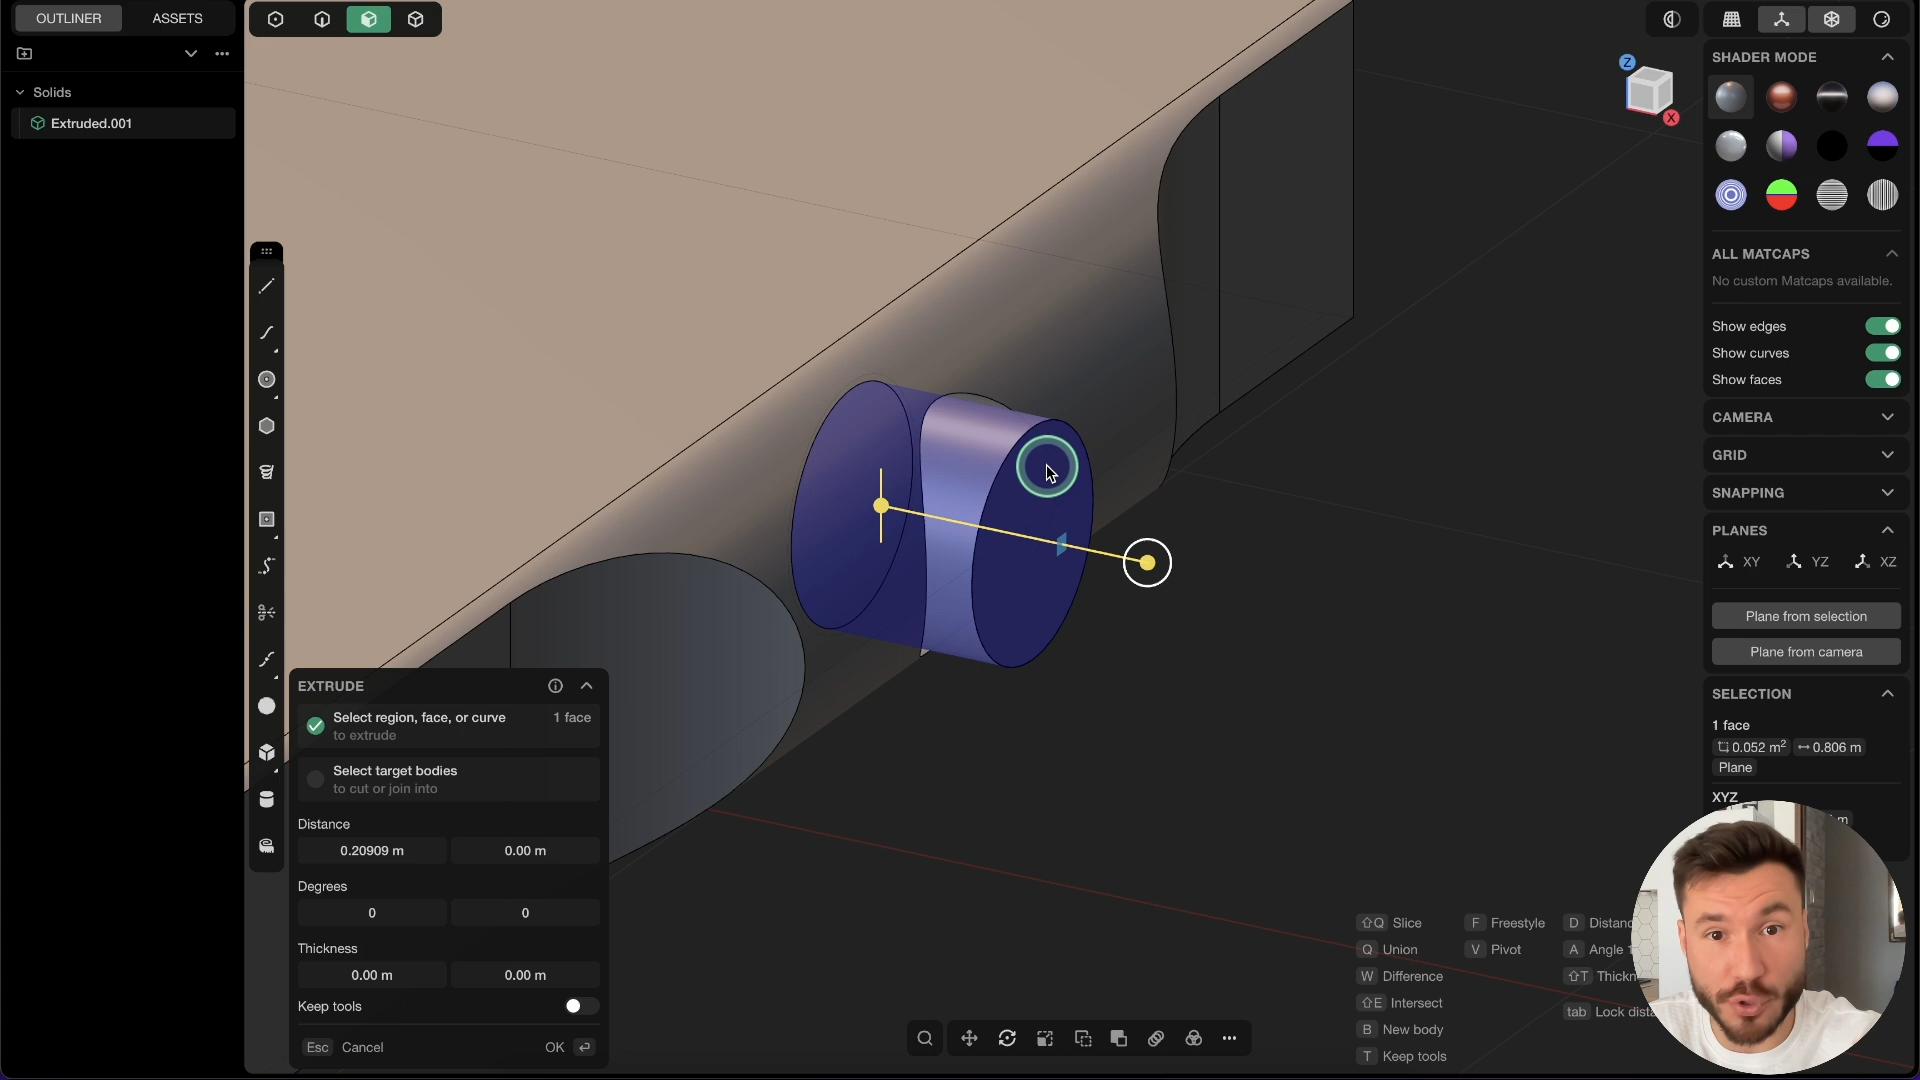 OUTLINER
ASSETS
Solids
Extruded.001
Z
X
EXTRUDE
Select region, face, or curve
1 face
to extrude
Select target bodies
to cut or join into
Distance
0.20909 m
0.00 m
Degrees
0
0
Thickness
0.00 m
0.00 m
Keep tools
Esc
Cancel
OK
⇧Q Slice
F Freestyle
D
Q Union
V Pivot
A Angle
W Difference
⇧T
⇧E Intersect
tab Lock
B New body
T Keep tools
SHADER MODE
ALL MATCAPS
No custom Matcaps available.
Show edges
Show curves
Show faces
CAMERA
GRID
SNAPPING
PLANES
XY
YZ
XZ
Plane from selection
Plane from camera
SELECTION
1 face
0.052 m²
0.806 m
Plane
XYZ
m